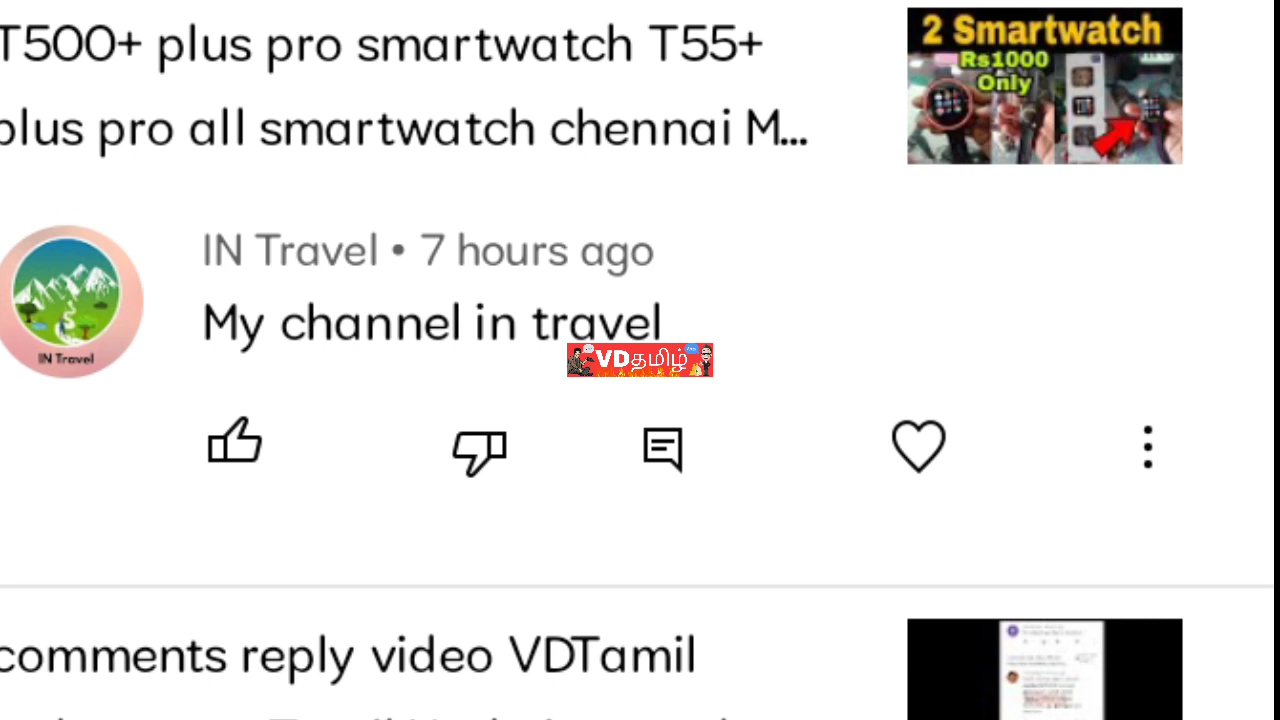 T500+ plus pro smartwatch T55+
plus pro all smartwatch chennai M...
2 Smartwatch
Rs1000
Only
IN Travel • 7 hours ago
My channel in travel
IN Travel
VDதமிழ்
comments reply video VDTamil